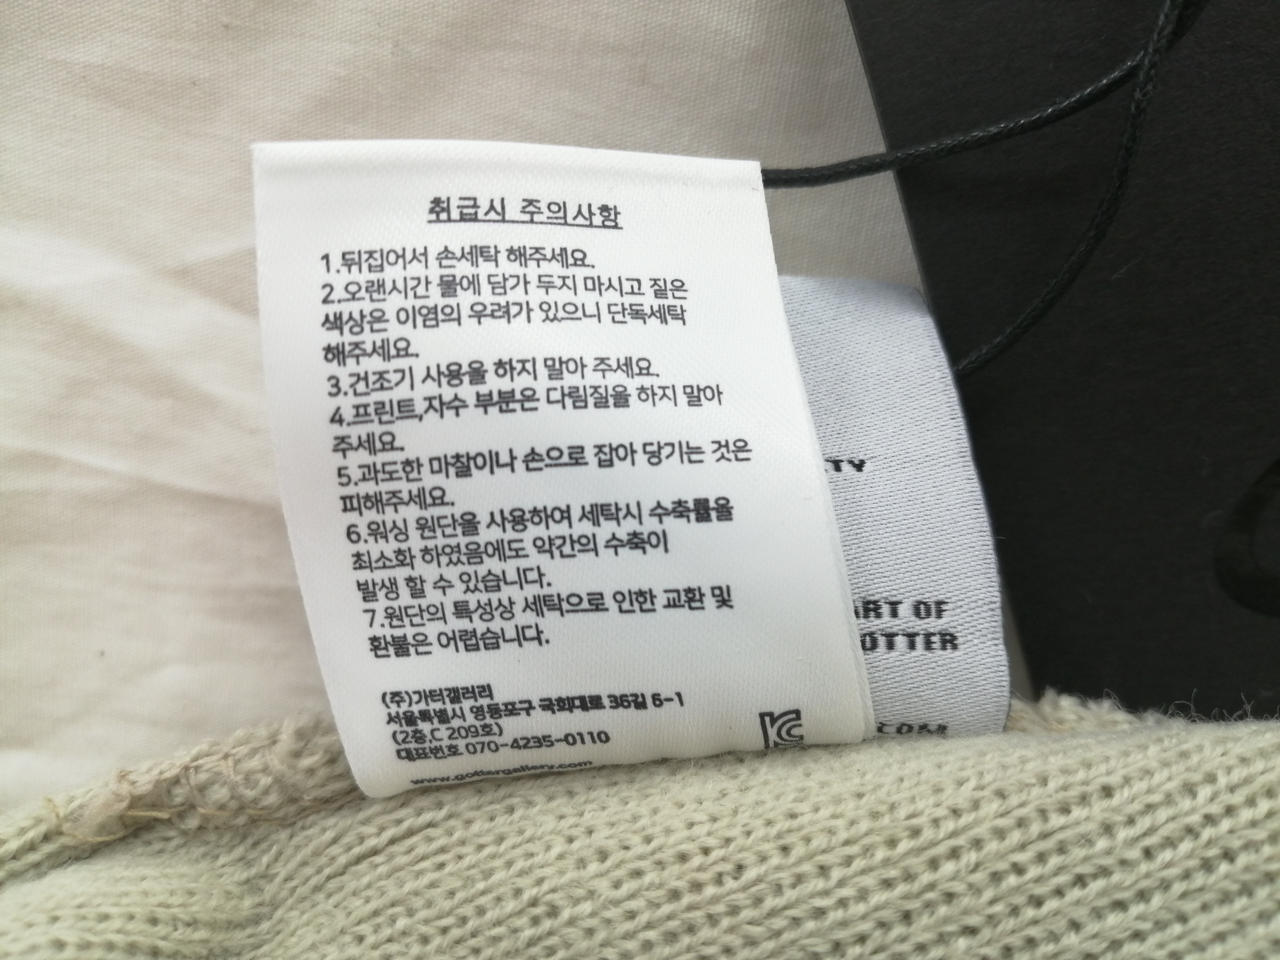 취급시 주의사항
1.뒤집어서 손세탁 해주세요.
2.오랜시간 물에 담가 두지 마시고 짙은
색상은 이염의 우려가 있으니 단독세탁
해주세요.
3.건조기 사용을 하지 말아 주세요.
4.프린트,자수 부분은 다림질을 하지 말아
주세요.
5.과도한 마찰이나 손으로 잡아 당기는 것은
피해주세요.
6.워싱 원단을 사용하여 세탁시 수축률을
최소화 하였음에도 약간의 수축이
발생 할 수 있습니다.
7.원단의 특성상 세탁으로 인한 교환 및
환불은 어렵습니다.
(주)가터갤러리
서울특별시 영등포구 국회대로 36길 6-1
(2층,C 209호)
대표번호 070-4235-0110
www.gottergallery.com
KC
TY
ART OF
OTTER